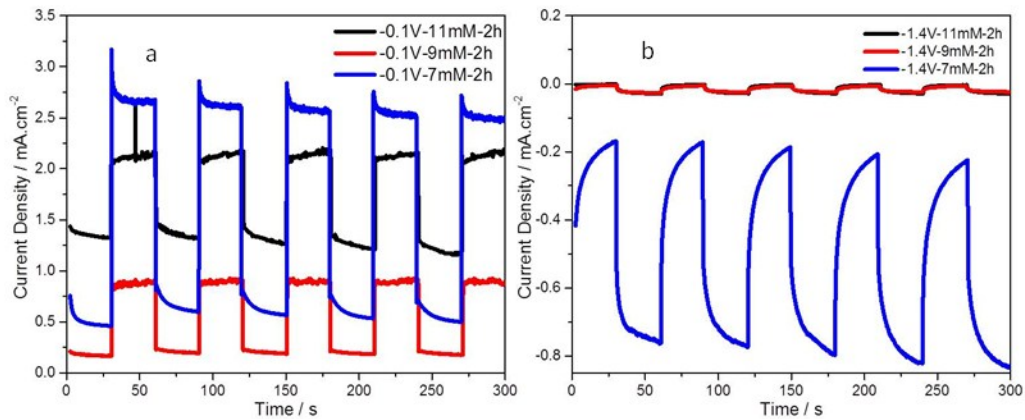 a
-0.1V-11mM-2h
-0.1V-9mM-2h
-0.1V-7mM-2h
Current Density / mA.cm-2
3.5
3.0
2.5
2.0
1.5
1.0
0.5
0.0
0 50 100 150 200 250 300
Time / s
b
-1.4V-11mM-2h
-1.4V-9mM-2h
-1.4V-7mM-2h
Current Density / mA.cm-2
0.2
0.0
-0.2
-0.4
-0.6
-0.8
0 50 100 150 200 250 300
Time / s